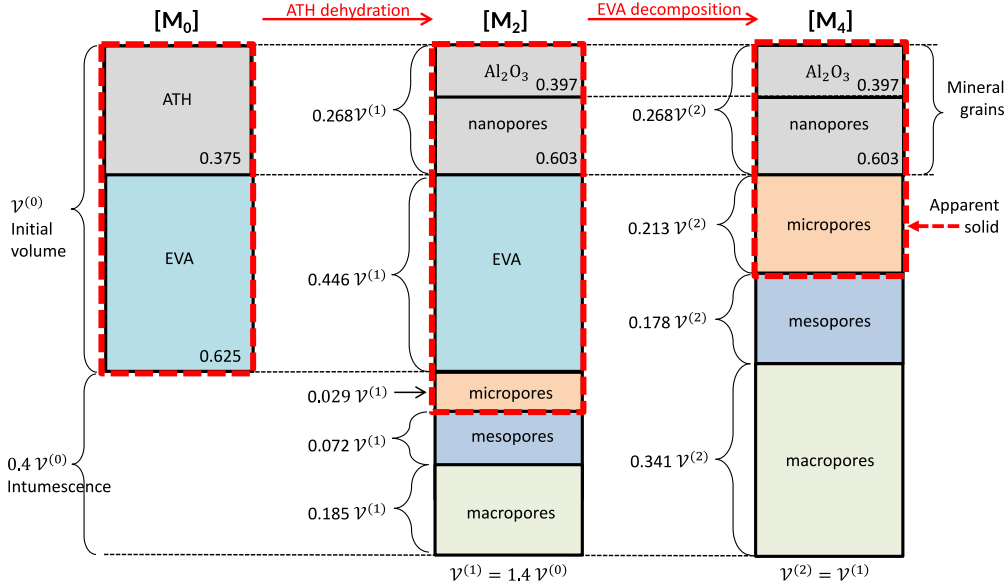 ATH dehydration
EVA decomposition
[M₀]
[M₂]
[M₄]
ATH
0.375
EVA
0.625
𝒱⁽⁰⁾
Initial
volume
0.4 𝒱⁽⁰⁾
Intumescence
0.268𝒱⁽¹⁾
0.446 𝒱⁽¹⁾
0.029 𝒱⁽¹⁾
0.072 𝒱⁽¹⁾
0.185 𝒱⁽¹⁾
Al₂O₃
0.397
nanopores
0.603
EVA
micropores
mesopores
macropores
𝒱⁽¹⁾ = 1.4 𝒱⁽⁰⁾
0.268𝒱⁽²⁾
0.213 𝒱⁽²⁾
0.178 𝒱⁽²⁾
0.341 𝒱⁽²⁾
Al₂O₃
0.397
nanopores
0.603
micropores
mesopores
macropores
𝒱⁽²⁾ = 𝒱⁽¹⁾
Mineral
grains
Apparent
solid